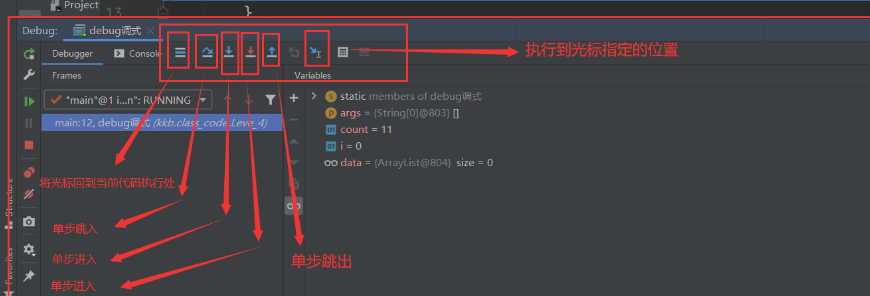 Project
13
}
Debug:
debug调式
Debugger
Console
执行到光标指定的位置
Frames
Variables
"main"@1 i...n": RUNNING
main:12, debug调式 (kkb.class_code.Leve_4)
static members of debug调式
args = {String[0]@803} []
count = 11
i = 0
data = {ArrayList@804} size = 0
将光标回到当前代码执行处
单步跳入
单步进入
单步进入
单步跳出
Structure
Favorites